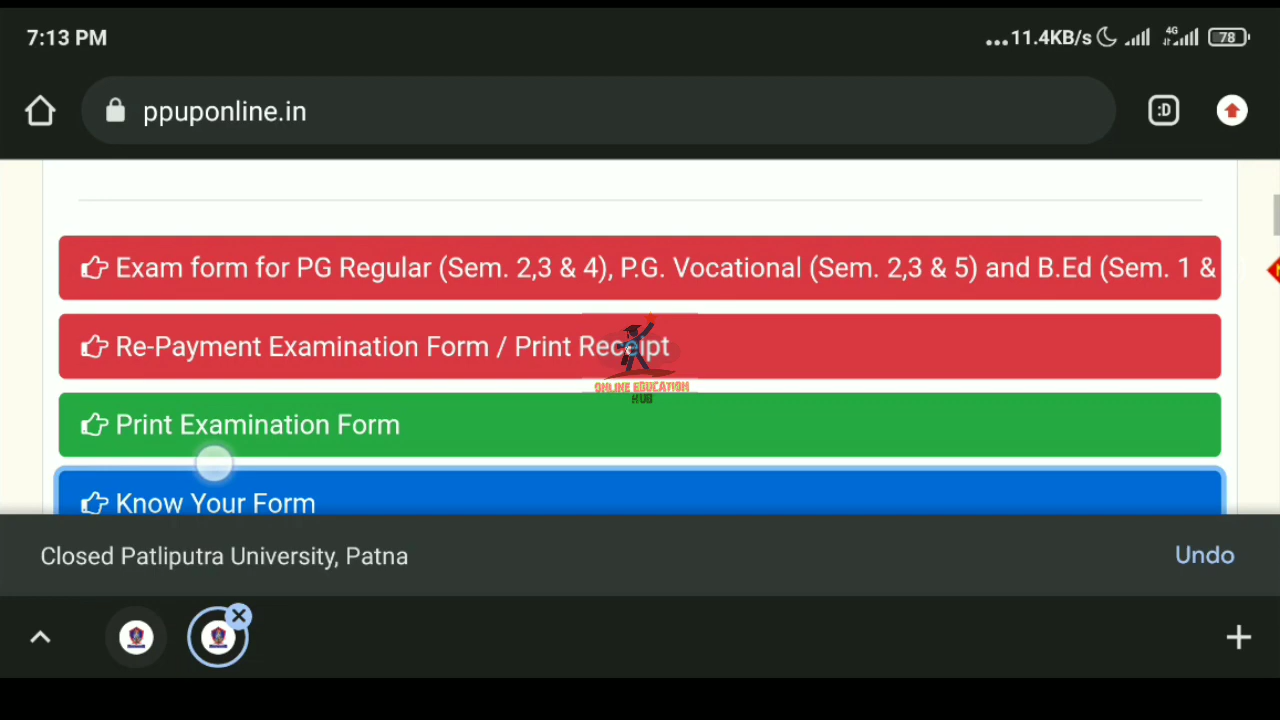 7:13 PM
...11.4KB/s 4G 78
ppuponline.in
:D
Exam form for PG Regular (Sem. 2,3 & 4), P.G. Vocational (Sem. 2,3 & 5) and B.Ed (Sem. 1 &
Re-Payment Examination Form / Print Receipt
ONLINE EDUCATION
HUB
Print Examination Form
Know Your Form
Closed Patliputra University, Patna
Undo